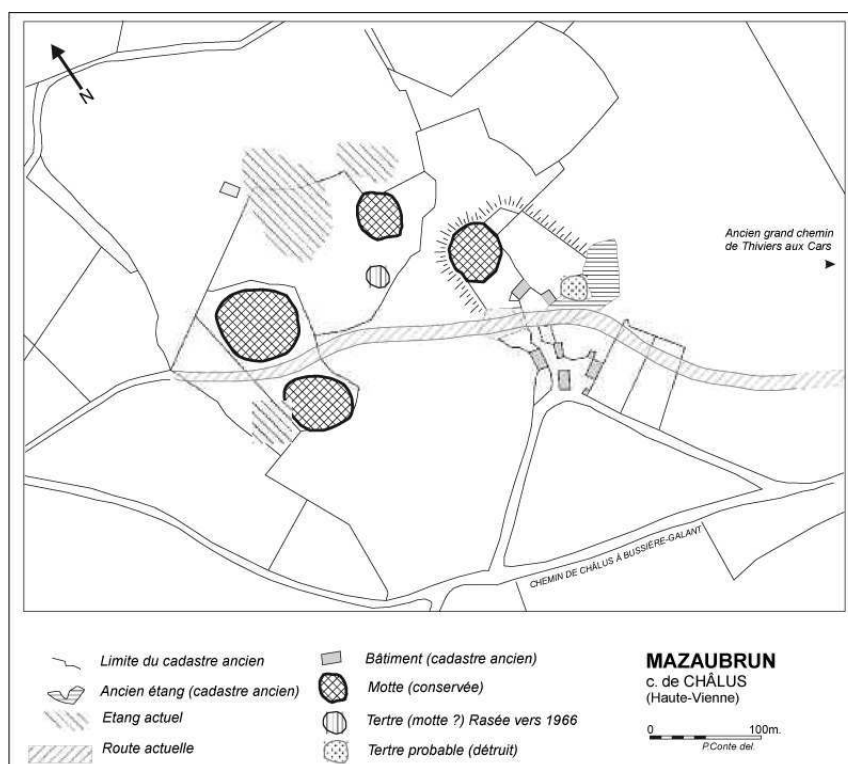 N
Ancien grand chemin
de Thiviers aux Cars
CHEMIN DE CHÂLUS À BUSSIÈRE-GALANT
Limite du cadastre ancien
Ancien étang (cadastre ancien)
Etang actuel
Route actuelle
Bâtiment (cadastre ancien)
Motte (conservée)
Tertre (motte ?) Rasée vers 1966
Tertre probable (détruit)
MAZAUBRUN
c. de CHÂLUS
(Haute-Vienne)
0 100m.
P.Conte del.